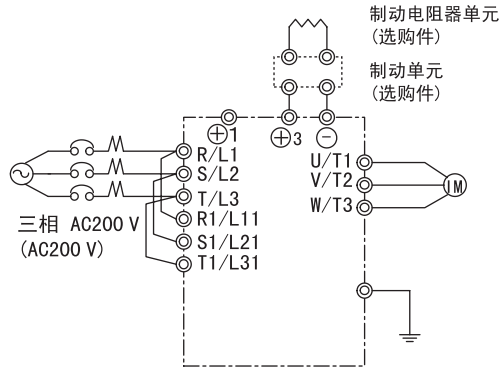 制动电阻器单元
(选购件)
制动单元
(选购件)
⊕1
⊕3
⊖
R/L1
S/L2
T/L3
R1/L11
S1/L21
T1/L31
U/T1
V/T2
W/T3
IM
三相 AC200 V
(AC200 V)